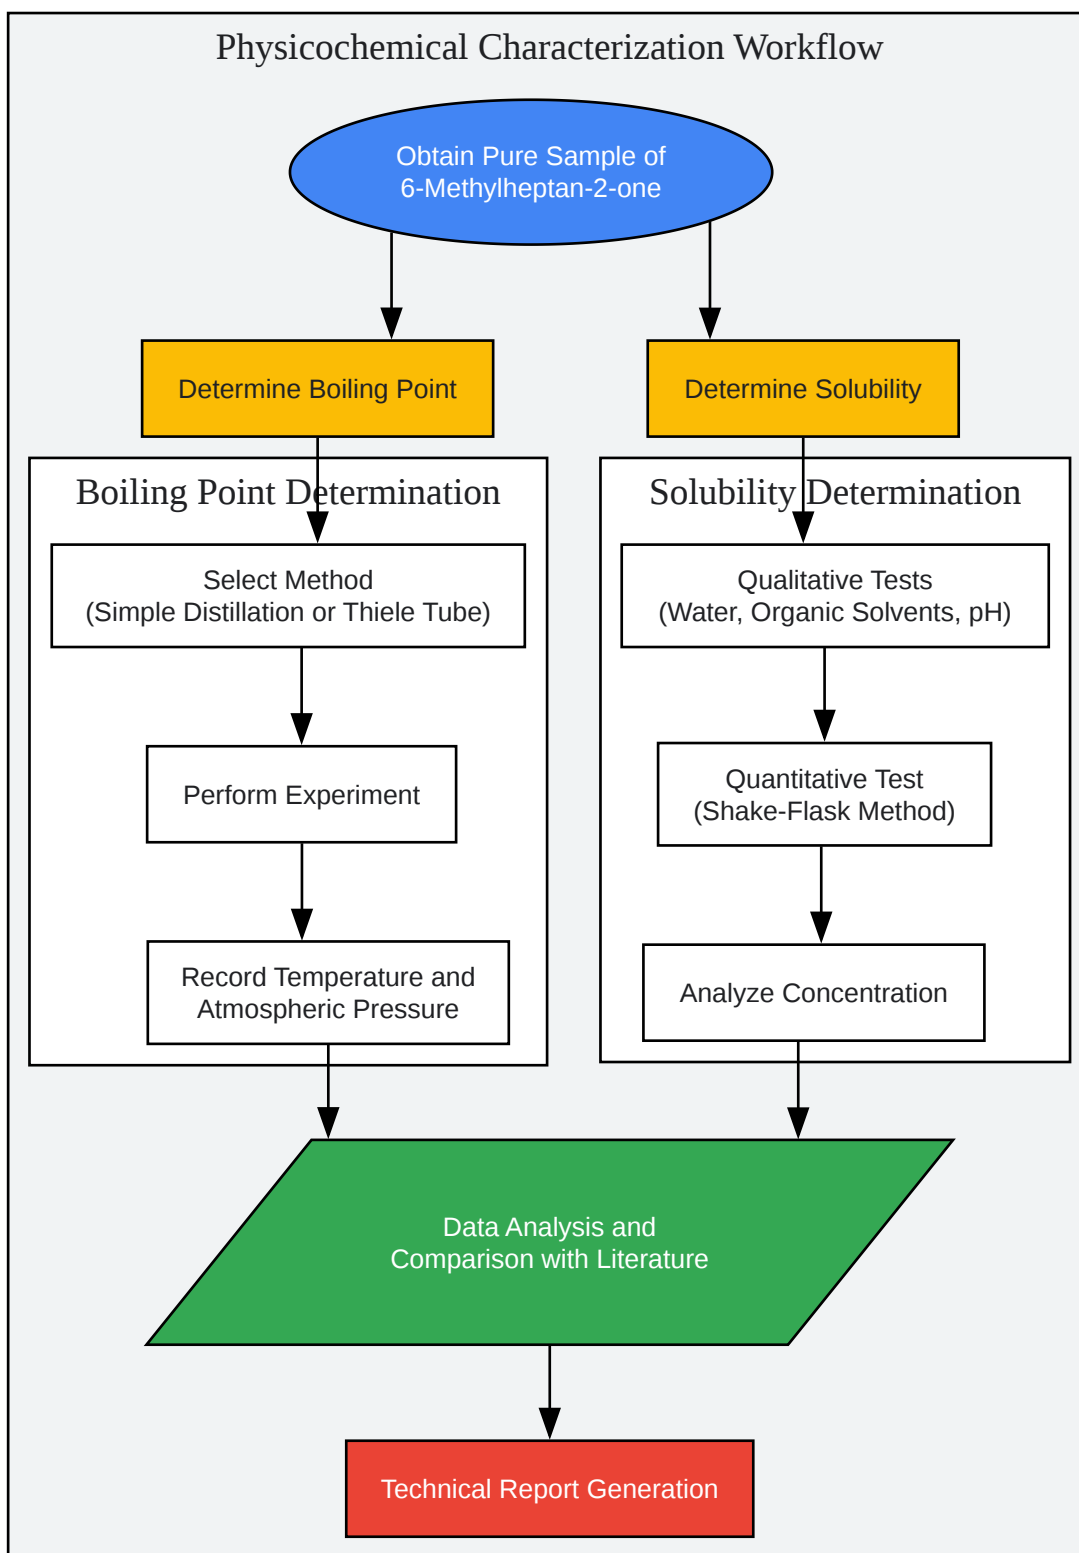 Physicochemical Characterization Workflow
Obtain Pure Sample of
6-Methylheptan-2-one
Determine Boiling Point
Determine Solubility
Boiling Point Determination
Solubility Determination
Select Method
(Simple Distillation or Thiele Tube)
Qualitative Tests
(Water, Organic Solvents, pH)
Perform Experiment
Quantitative Test
(Shake-Flask Method)
Record Temperature and
Atmospheric Pressure
Analyze Concentration
Data Analysis and
Comparison with Literature
Technical Report Generation